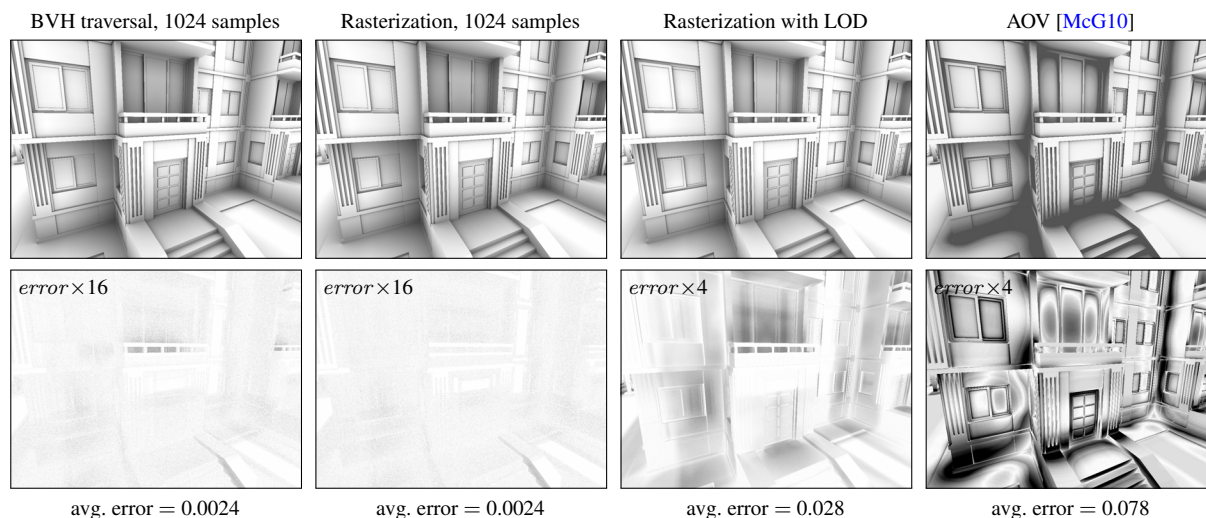 BVH traversal, 1024 samples
Rasterization, 1024 samples
Rasterization with LOD
AOV [McG10]
error×16
error×16
error×4
error×4
avg. error = 0.0024
avg. error = 0.0024
avg. error = 0.028
avg. error = 0.078